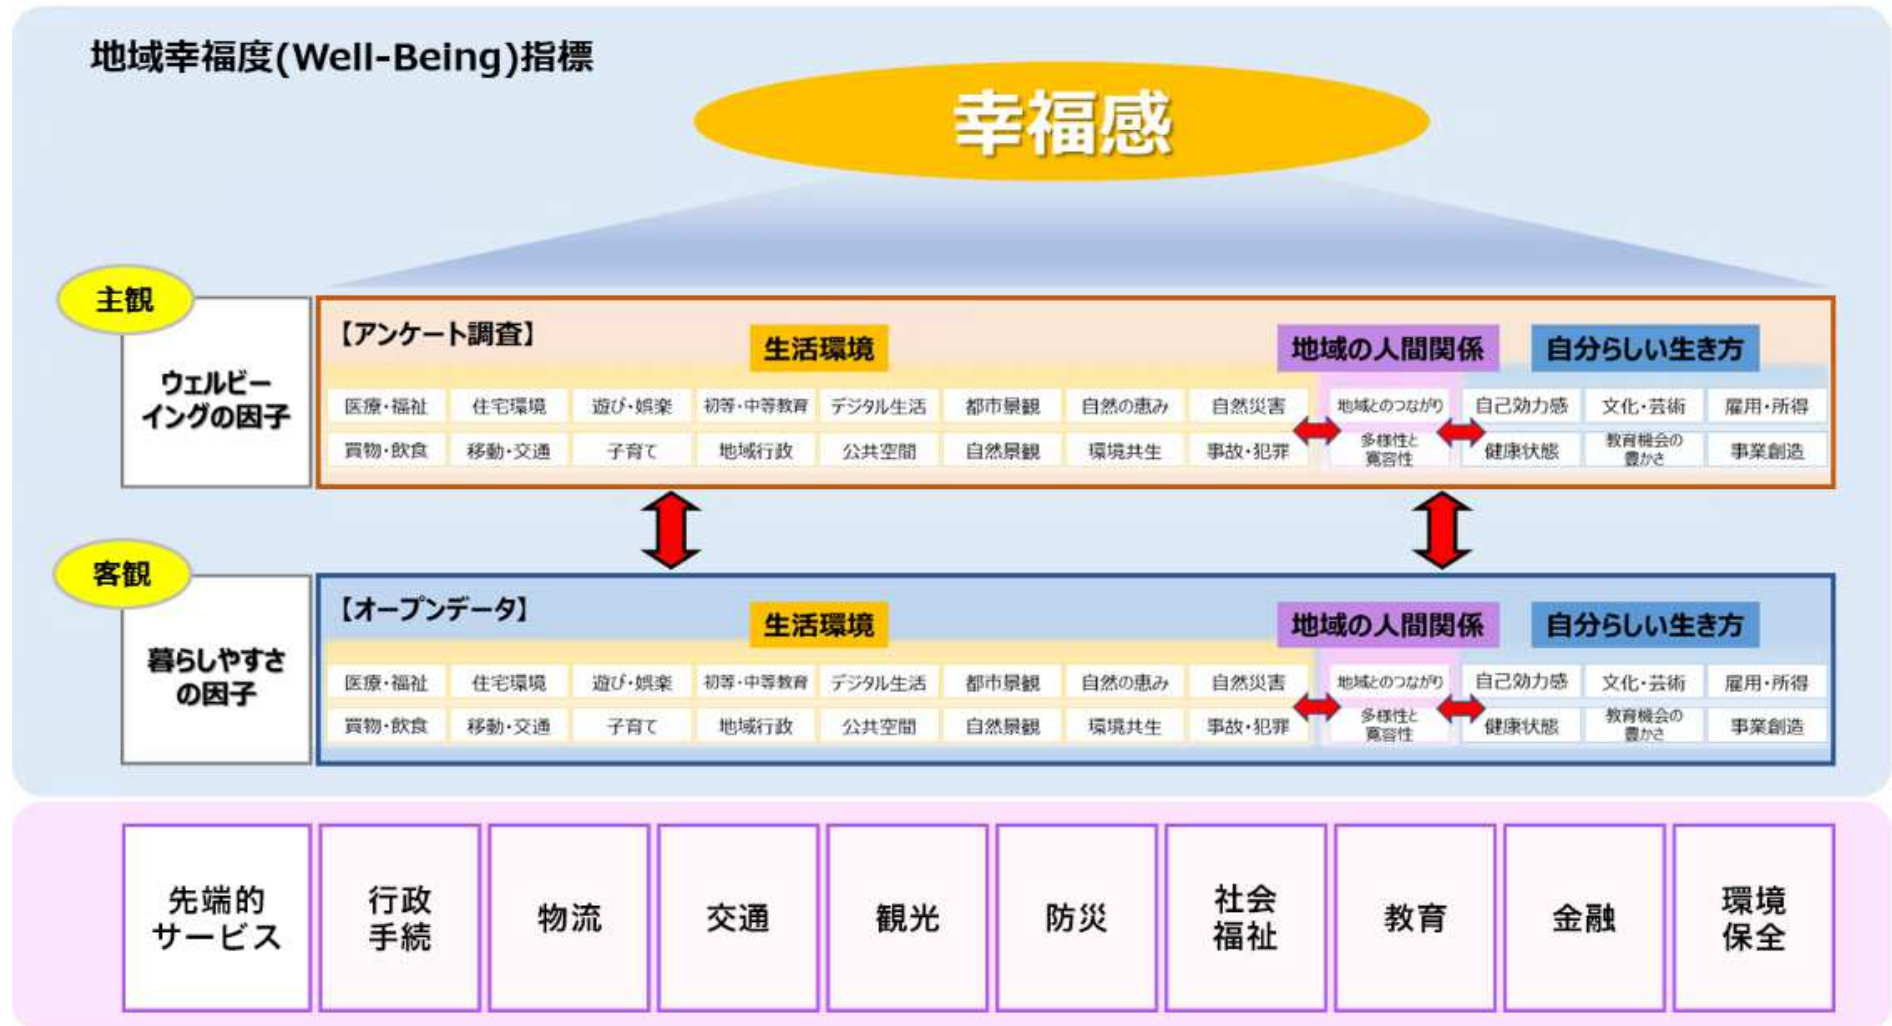 地域幸福度(Well-Being)指標
幸福感
主観
ウェルビー
イングの因子
【アンケート調査】
生活環境
地域の人間関係
自分らしい生き方
医療・福祉 住宅環境 遊び・娯楽 初等・中等教育 デジタル生活 都市景観 自然の恵み 自然災害 地域とのつながり 自己効力感 文化・芸術 雇用・所得
買物・飲食 移動・交通 子育て 地域行政 公共空間 自然景観 環境共生 事故・犯罪 多様性と 健康状態 教育機会の 事業創造
寛容性 豊かさ
客観
暮らしやすさ
の因子
【オープンデータ】
生活環境
地域の人間関係
自分らしい生き方
医療・福祉 住宅環境 遊び・娯楽 初等・中等教育 デジタル生活 都市景観 自然の恵み 自然災害 地域とのつながり 自己効力感 文化・芸術 雇用・所得
買物・飲食 移動・交通 子育て 地域行政 公共空間 自然景観 環境共生 事故・犯罪 多様性と 健康状態 教育機会の 事業創造
寛容性 豊かさ
先端的
サービス
行政
手続
物流
交通
観光
防災
社会
福祉
教育
金融
環境
保全